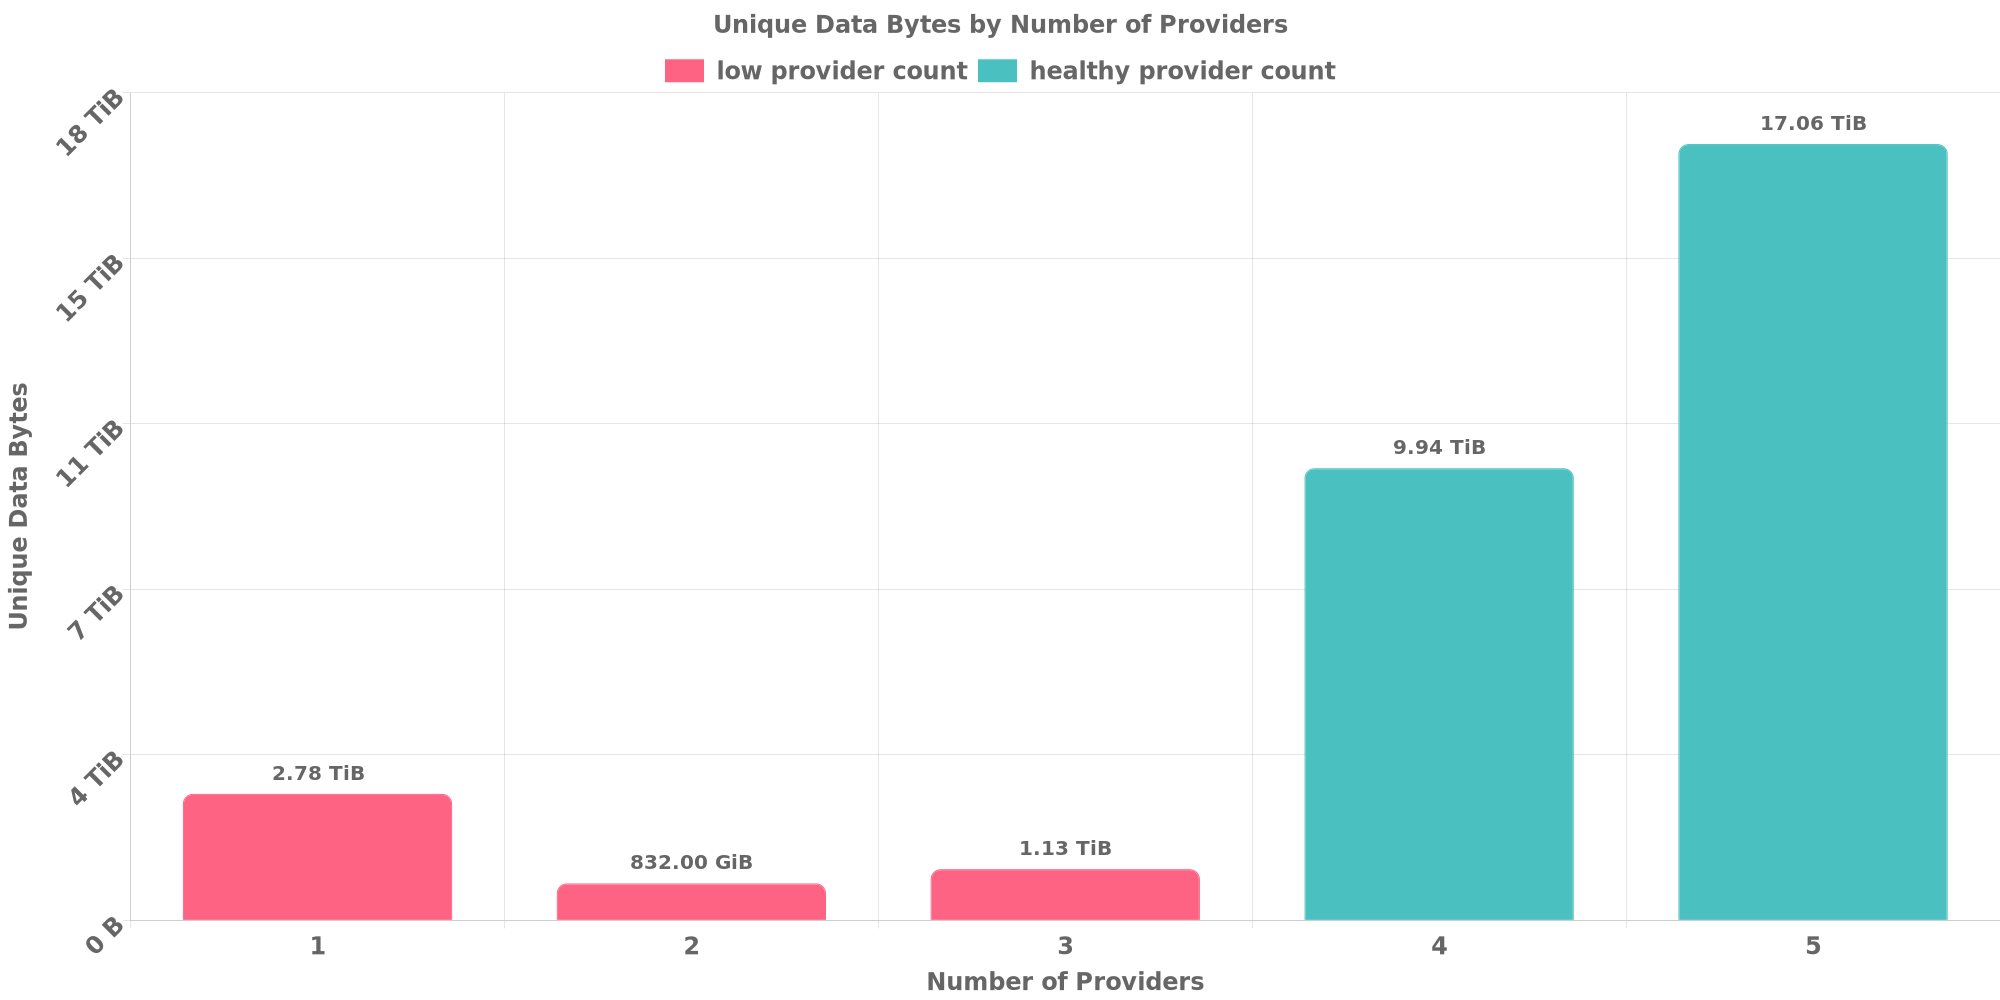 Unique Data Bytes by Number of Providers
low provider count healthy provider count
18 TiB
15 TiB
11 TiB
7 TiB
4 TiB
0 B
Unique Data Bytes
2.78 TiB
832.00 GiB
1.13 TiB
9.94 TiB
17.06 TiB
1 2 3 4 5
Number of Providers